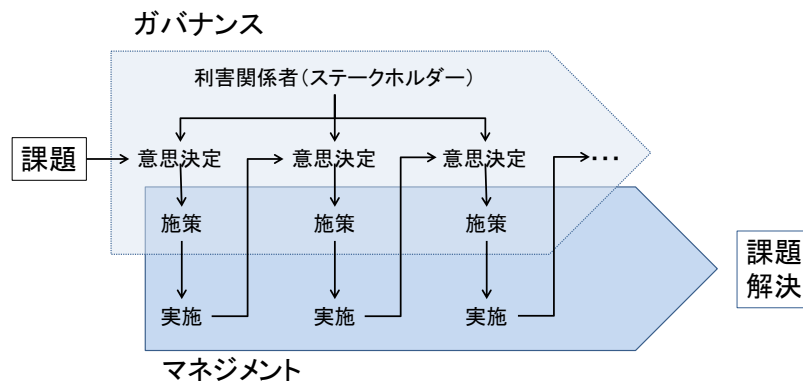 ガバナンス
利害関係者(ステークホルダー)
課題
意思決定
意思決定
意思決定
・・・
施策
施策
施策
課題
解決
実施
実施
実施
マネジメント